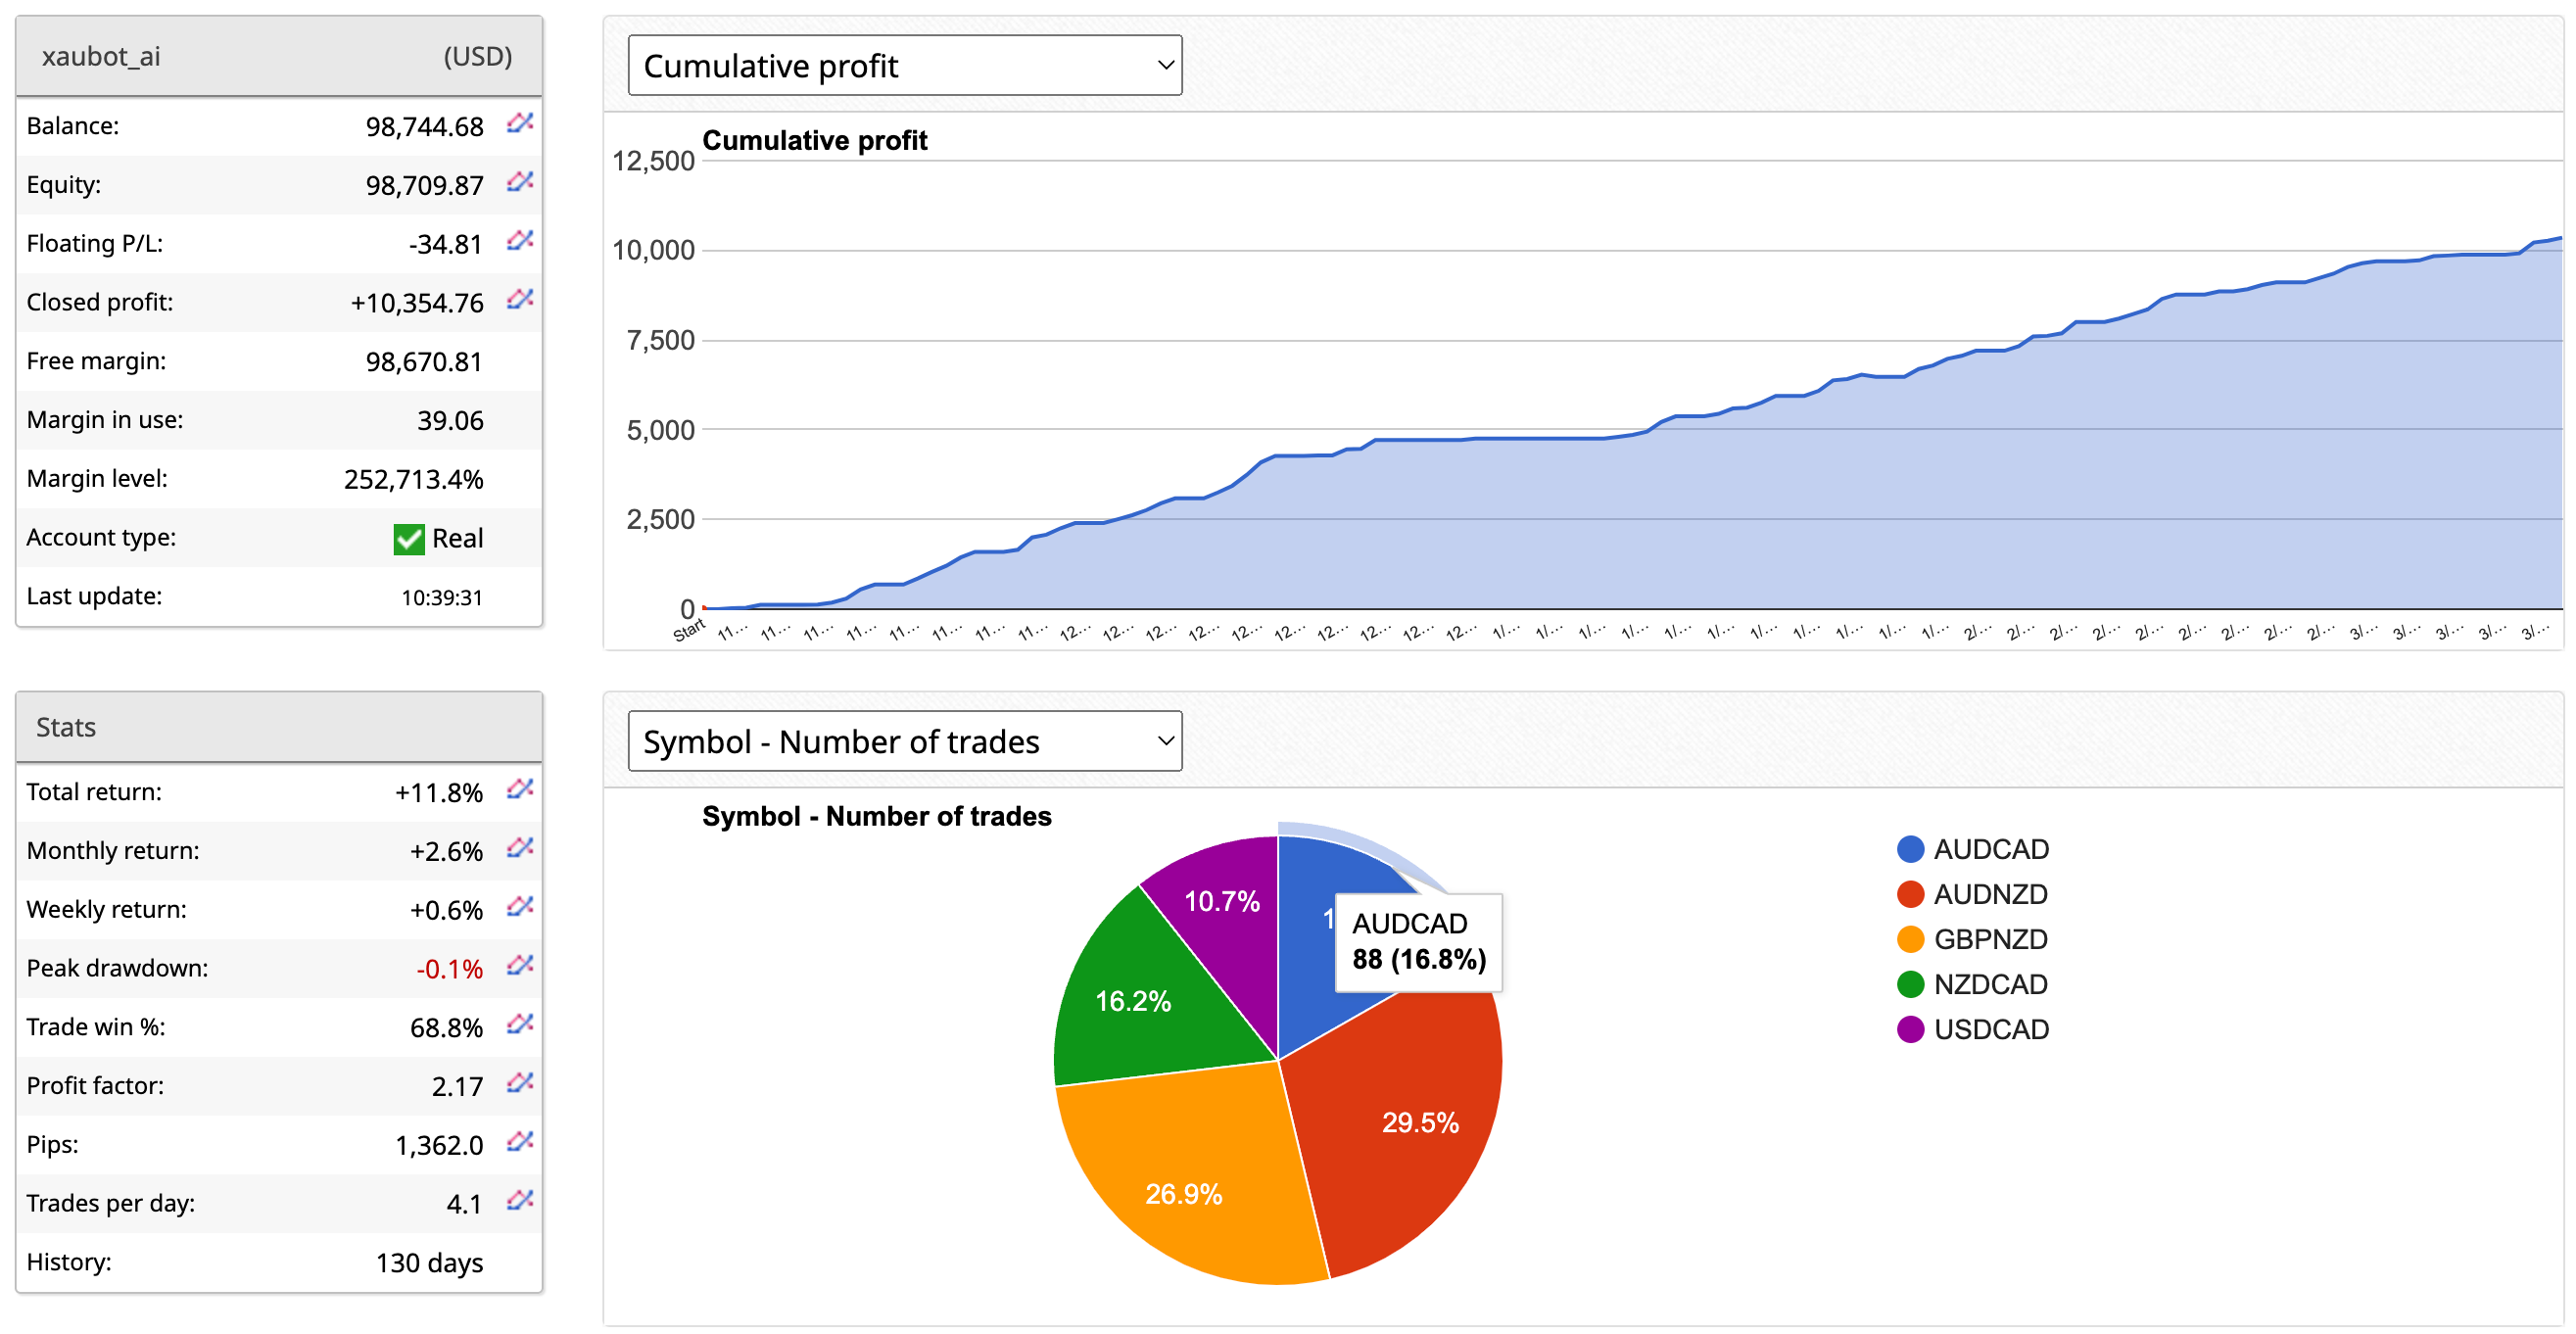 xaubot_ai (USD)
Balance: 98,744.68
Equity: 98,709.87
Floating P/L: -34.81
Closed profit: +10,354.76
Free margin: 98,670.81
Margin in use: 39.06
Margin level: 252,713.4%
Account type: Real
Last update: 10:39:31
Cumulative profit
Cumulative profit
12,500
10,000
7,500
5,000
2,500
0
Start 11... 11... 11... 11... 11... 11... 11... 11... 12... 12... 12... 12... 12... 12... 12... 12... 12... 12... 1/... 1/... 1/... 1/... 1/... 1/... 1/... 1/... 1/... 1/... 1/... 2/... 2/... 2/... 2/... 2/... 2/... 2/... 2/... 2/... 3/... 3/... 3/... 3/... 3/...
Stats
Total return: +11.8%
Monthly return: +2.6%
Weekly return: +0.6%
Peak drawdown: -0.1%
Trade win %: 68.8%
Profit factor: 2.17
Pips: 1,362.0
Trades per day: 4.1
History: 130 days
Symbol - Number of trades
Symbol - Number of trades
10.7%
1
AUDCAD
88 (16.8%)
16.2%
29.5%
26.9%
AUDCAD
AUDNZD
GBPNZD
NZDCAD
USDCAD